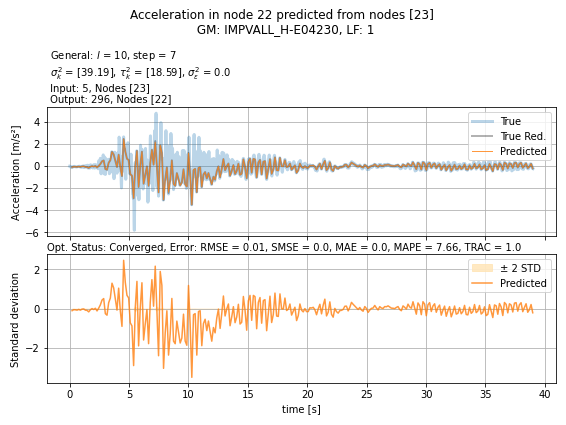 Acceleration in node 22 predicted from nodes [23]
GM: IMPVALL_H-E04230, LF: 1
General: l = 10, step = 7
σ²ₖ = [39.19], τ²ₖ = [18.59], σ²_ε = 0.0
Input: 5, Nodes [23]
Output: 296, Nodes [22]
Acceleration [m/s²]
4
2
0
−2
−4
−6
True
True Red.
Predicted
Opt. Status: Converged, Error: RMSE = 0.01, SMSE = 0.0, MAE = 0.0, MAPE = 7.66, TRAC = 1.0
Standard deviation
2
0
−2
± 2 STD
Predicted
0 5 10 15 20 25 30 35 40
time [s]